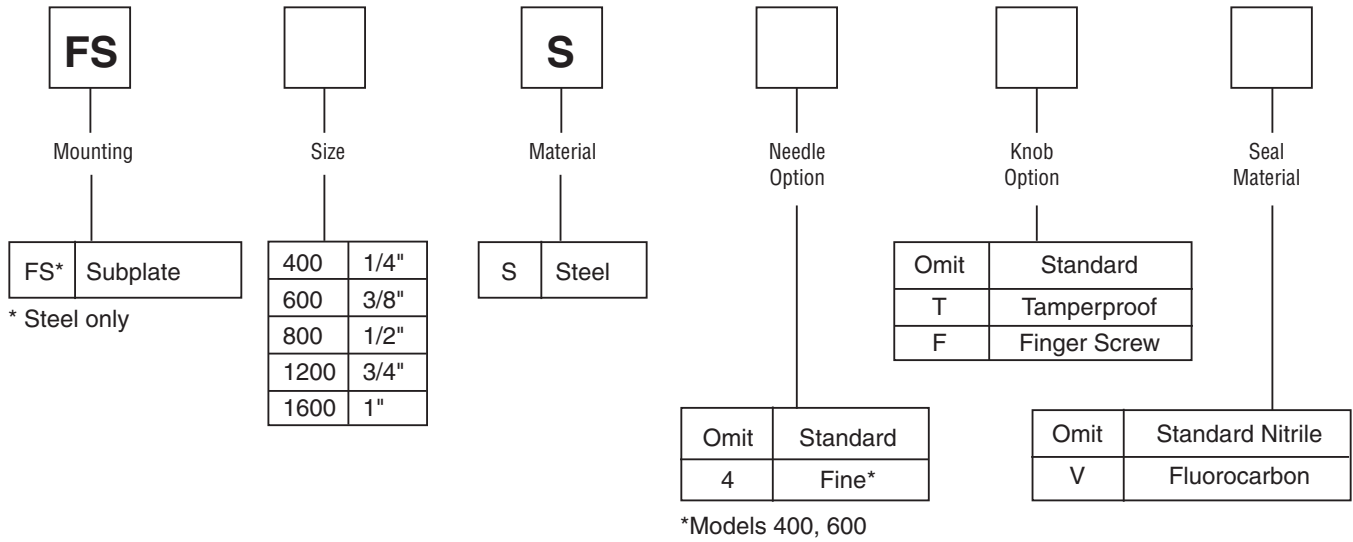 FS
S
Mounting
Size
Material
Needle
Option
Knob
Option
Seal
Material
FS* Subplate
* Steel only
400 1/4"
600 3/8"
800 1/2"
1200 3/4"
1600 1"
S Steel
Omit Standard
4 Fine*
*Models 400, 600
Omit Standard
T Tamperproof
F Finger Screw
Omit Standard Nitrile
V Fluorocarbon